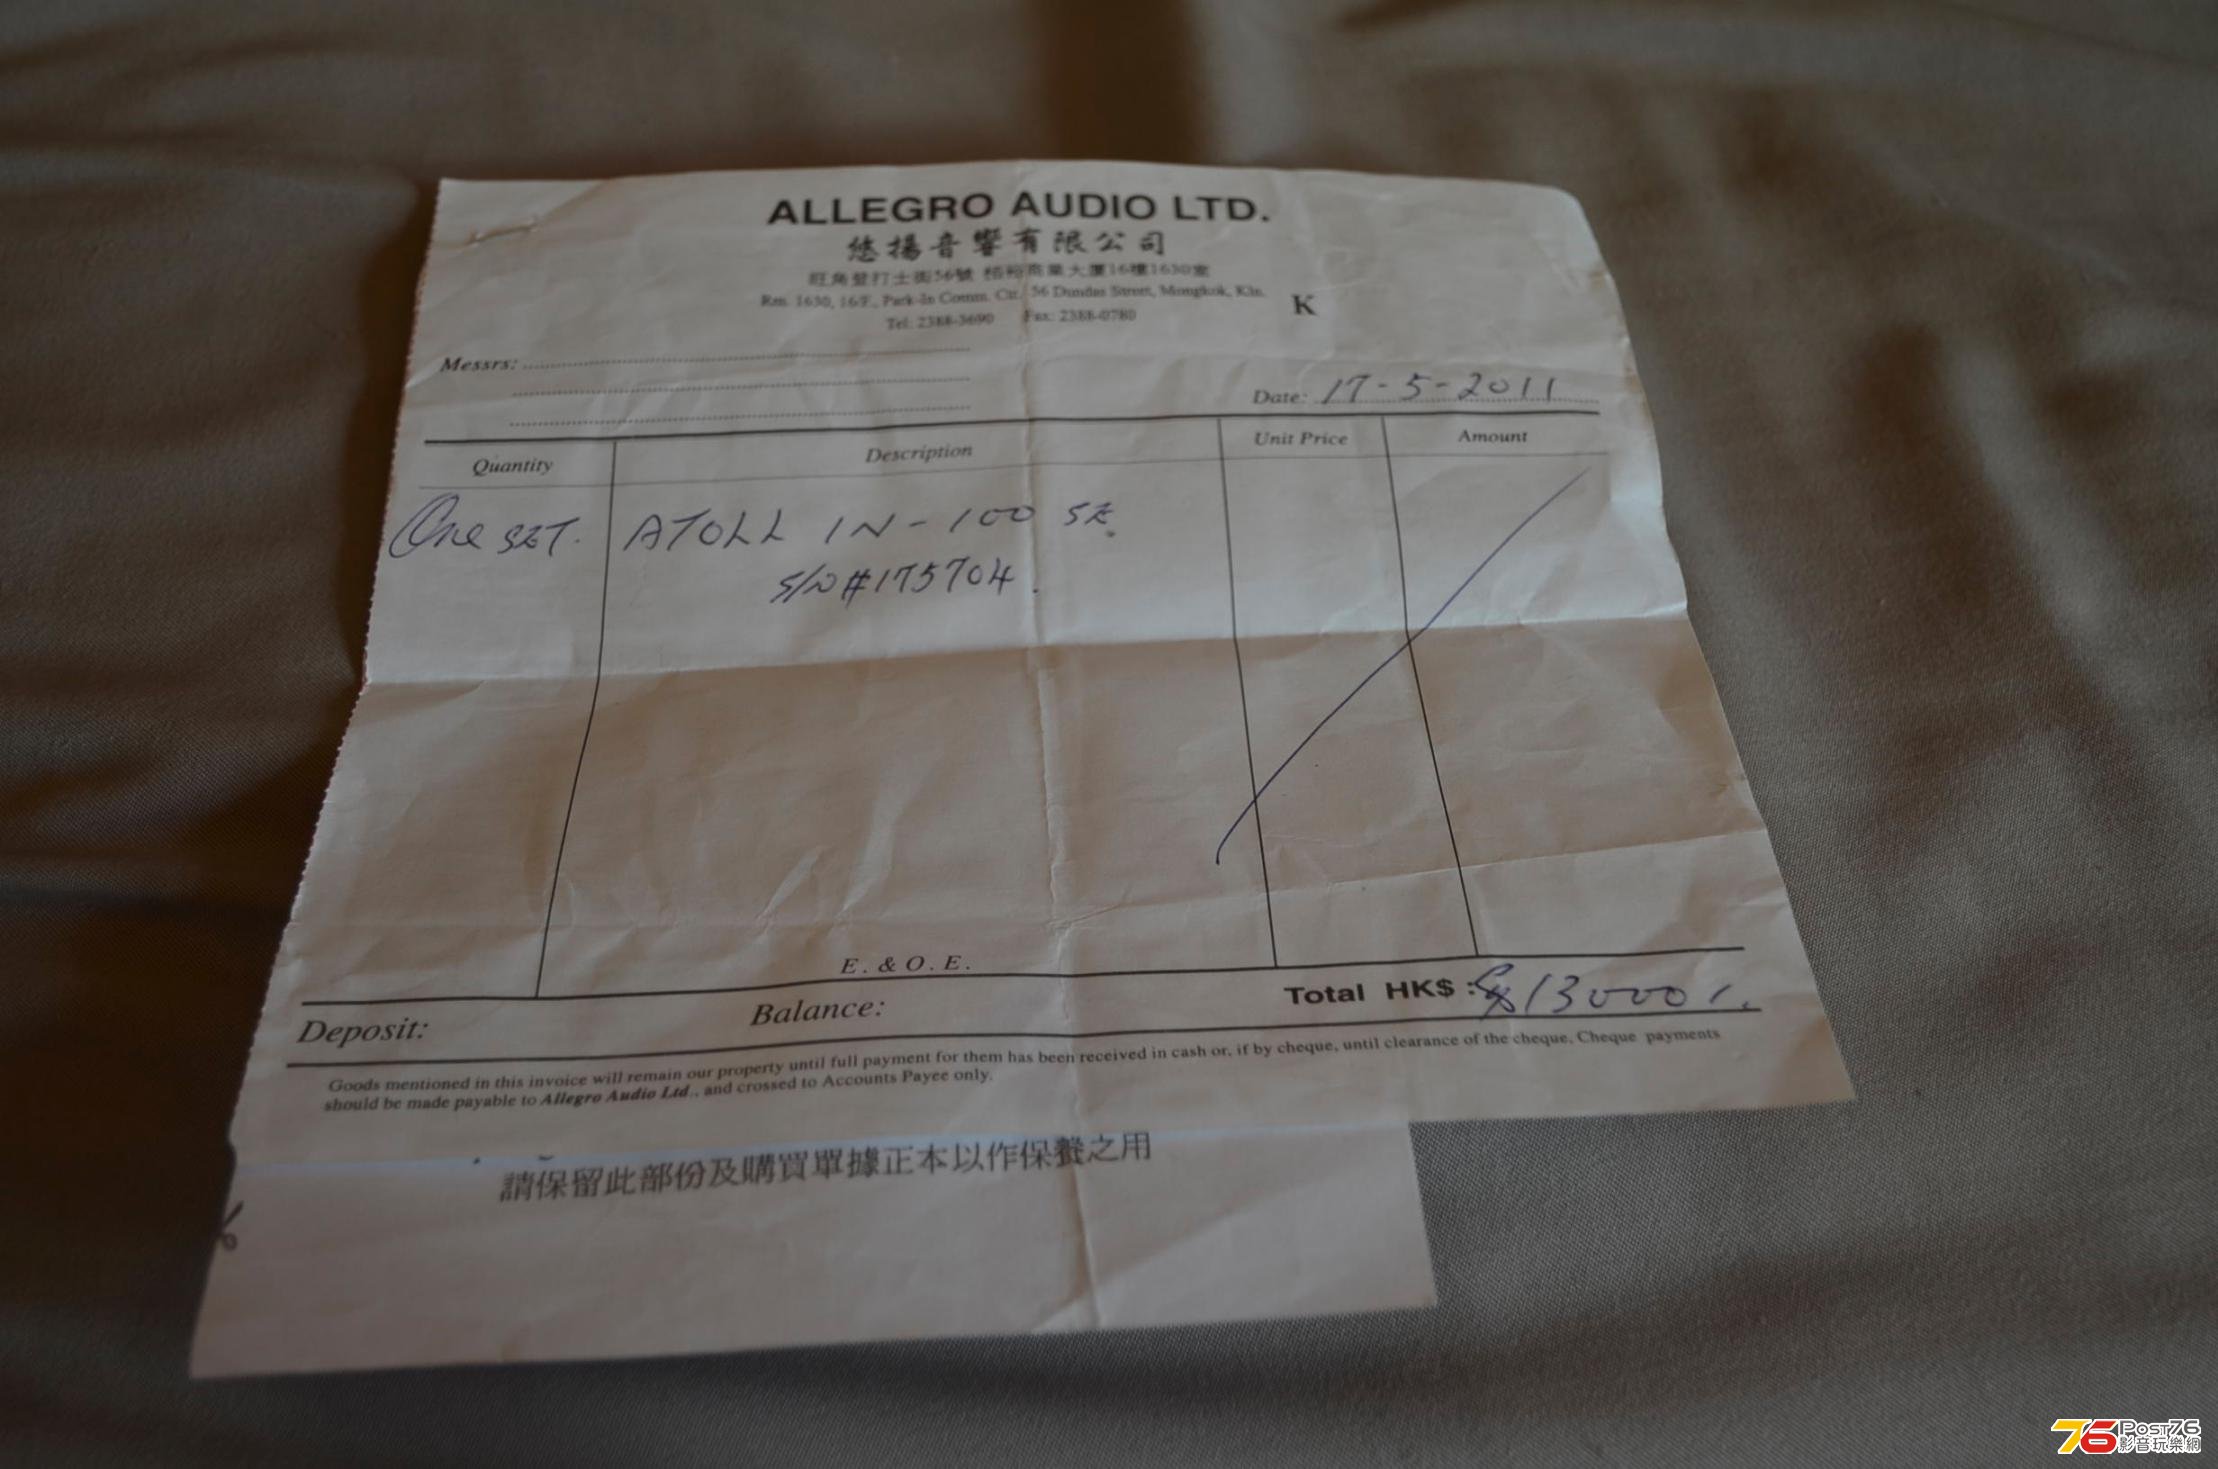 ALLEGRO AUDIO LTD.
悠揚音響有限公司
旺角登打士街56號 栢裕商業大廈16樓1630室
Rm. 1630, 16/F., Park-In Comm. Ctr. 56 Dundas Street, Mongkok, Kln.
K
Tel: 2388-3690 Fax: 2388-0780
Messrs:
Date: 17-5-2011
Quantity Description Unit Price Amount
One SET. ATOLL IN-100 SE.
S/N#175704.
E. & O. E.
Total HK$: $13000/.
Deposit: Balance:
Goods mentioned in this invoice will remain our property until full payment for them has been received in cash or, if by cheque, until clearance of the cheque. Cheque payments
should be made payable to Allegro Audio Ltd., and crossed to Accounts Payee only.
請保留此部份及購買單據正本以作保養之用
76 Post76
影音玩樂網